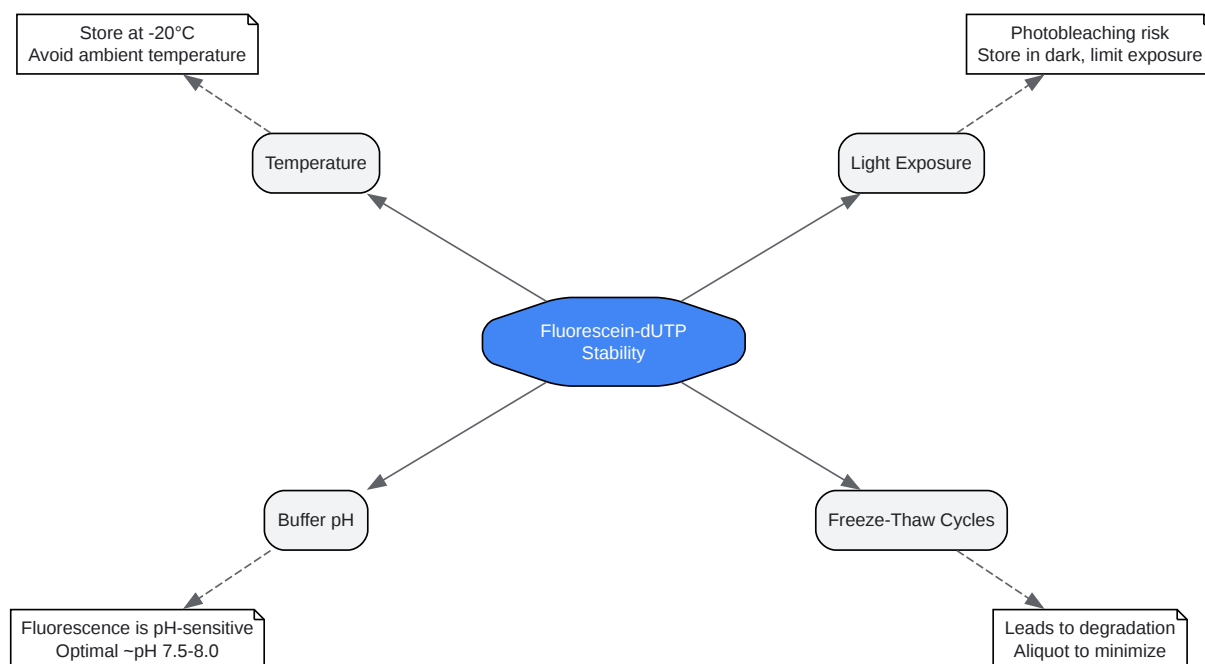 Store at -20°C
Avoid ambient temperature
Photobleaching risk
Store in dark, limit exposure
Temperature
Light Exposure
Fluorescein-dUTP
Stability
Buffer pH
Freeze-Thaw Cycles
Fluorescence is pH-sensitive
Optimal ~pH 7.5-8.0
Leads to degradation
Aliquot to minimize